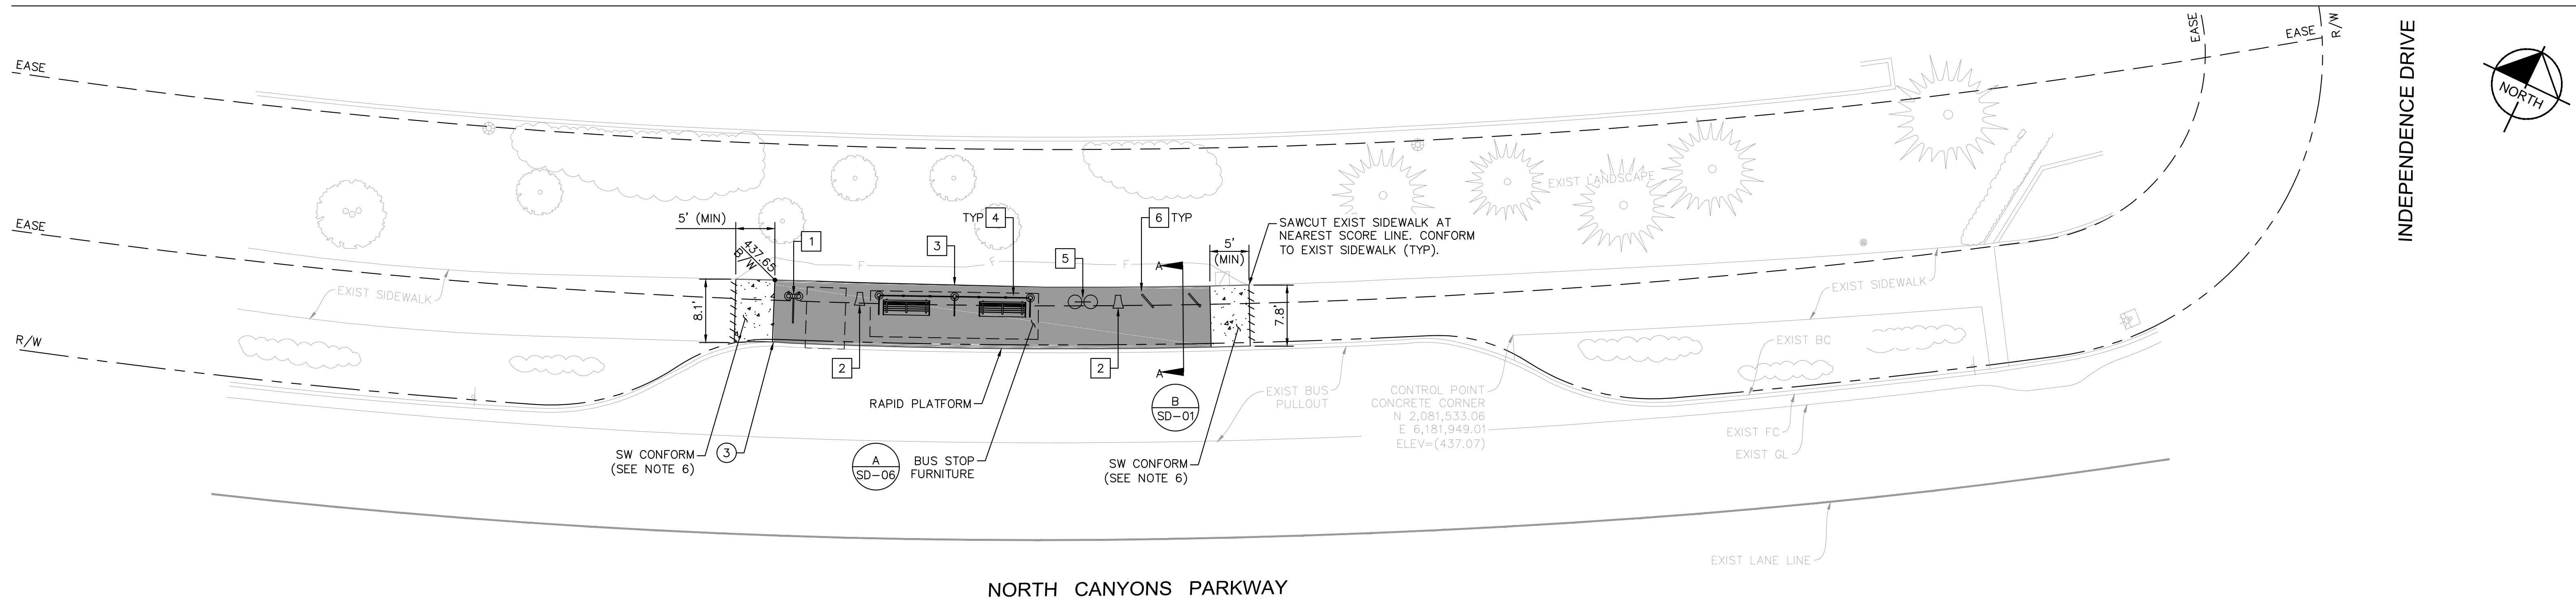 EASE
EASE
R/W
INDEPENDENCE DRIVE
NORTH
EASE
EASE
R/W
EXIST SIDEWALK
5' (MIN)
437.65
B/W
8.1'
1
3
TYP 4
5
6 TYP
F
F
F
A
A
5'
(MIN)
SAWCUT EXIST SIDEWALK AT
NEAREST SCORE LINE. CONFORM
TO EXIST SIDEWALK (TYP).
7.8'
EXIST LANDSCAPE
EXIST SIDEWALK
2
2
RAPID PLATFORM
B
SD-01
EXIST BUS
PULLOUT
CONTROL POINT
CONCRETE CORNER
N 2,081,533.06
E 6,181,949.01
ELEV=(437.07)
EXIST BC
EXIST FC
EXIST GL
SW CONFORM
(SEE NOTE 6)
3
A
SD-06
BUS STOP
FURNITURE
SW CONFORM
(SEE NOTE 6)
EXIST LANE LINE
NORTH CANYONS PARKWAY